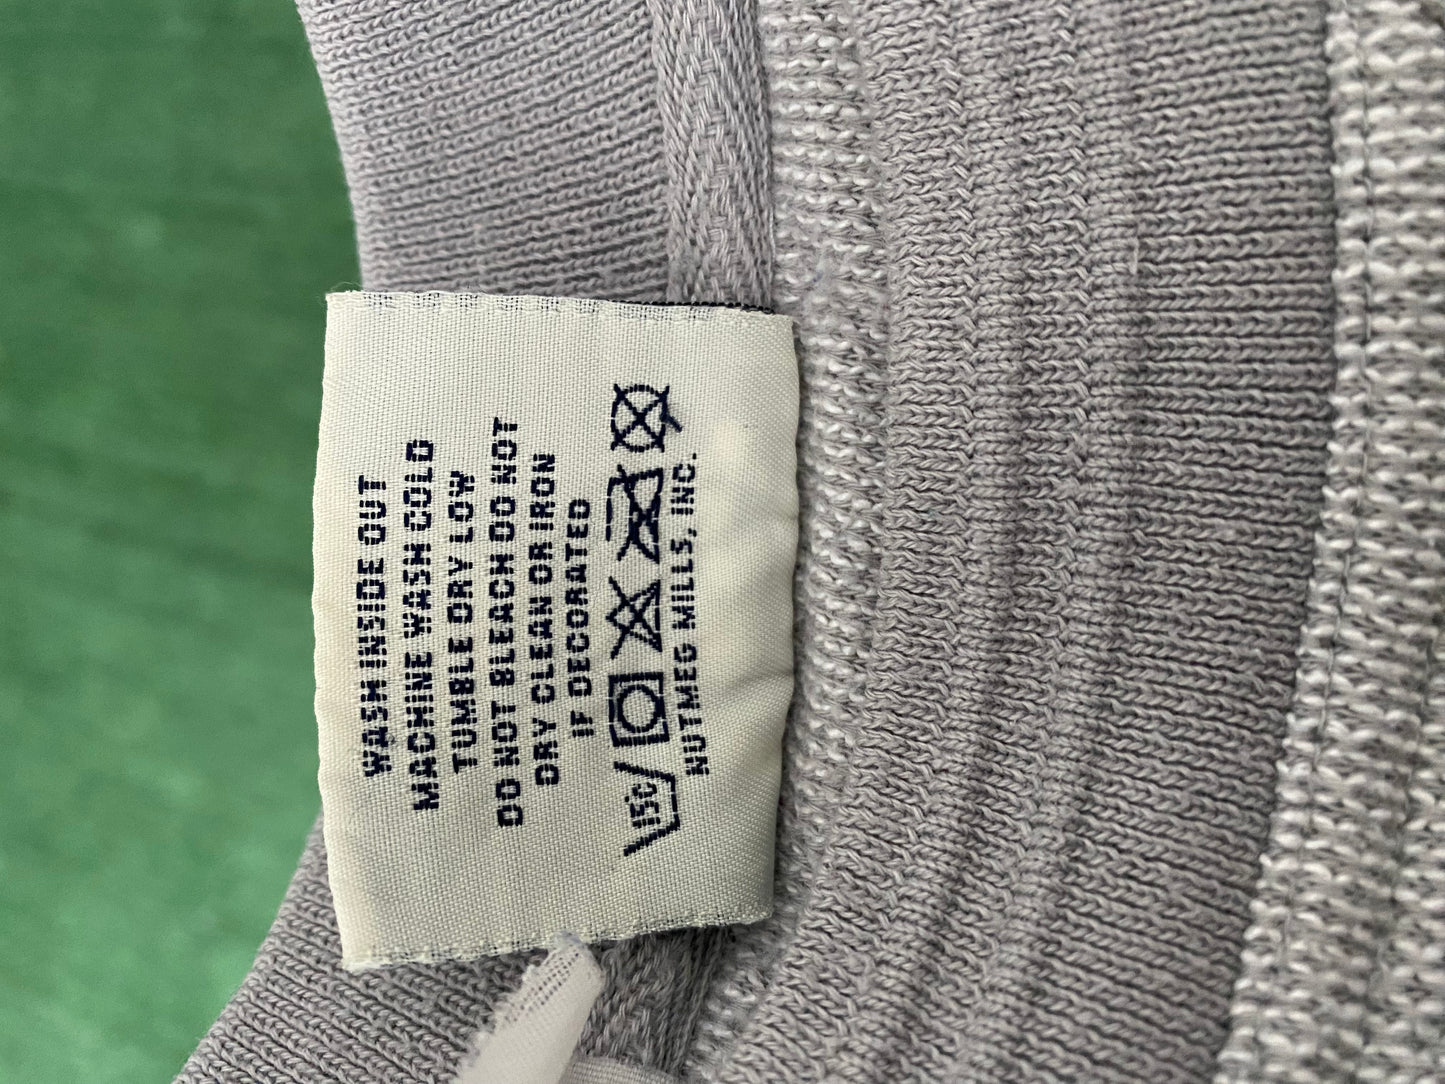 WASH INSIDE OUT
MACHINE WASH COLD
TUMBLE DRY LOW
DO NOT BLEACH DO NOT
DRY CLEAN OR IRON
IF DECORATED
15c
NUTMEG MILLS, INC.